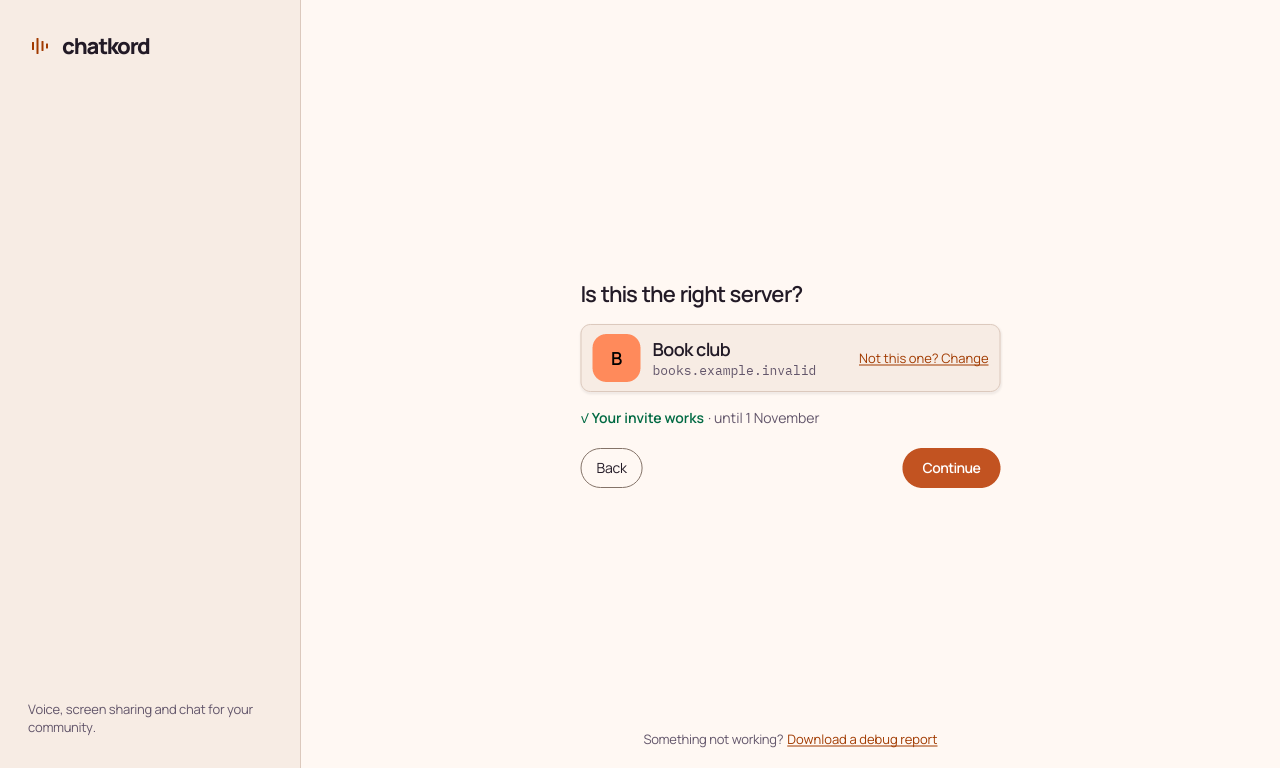 chatkord
Is this the right server?
B
Book club
books.example.invalid
Not this one? Change
√ Your invite works · until 1 November
Back
Continue
Voice, screen sharing and chat for your
community.
Something not working? Download a debug report